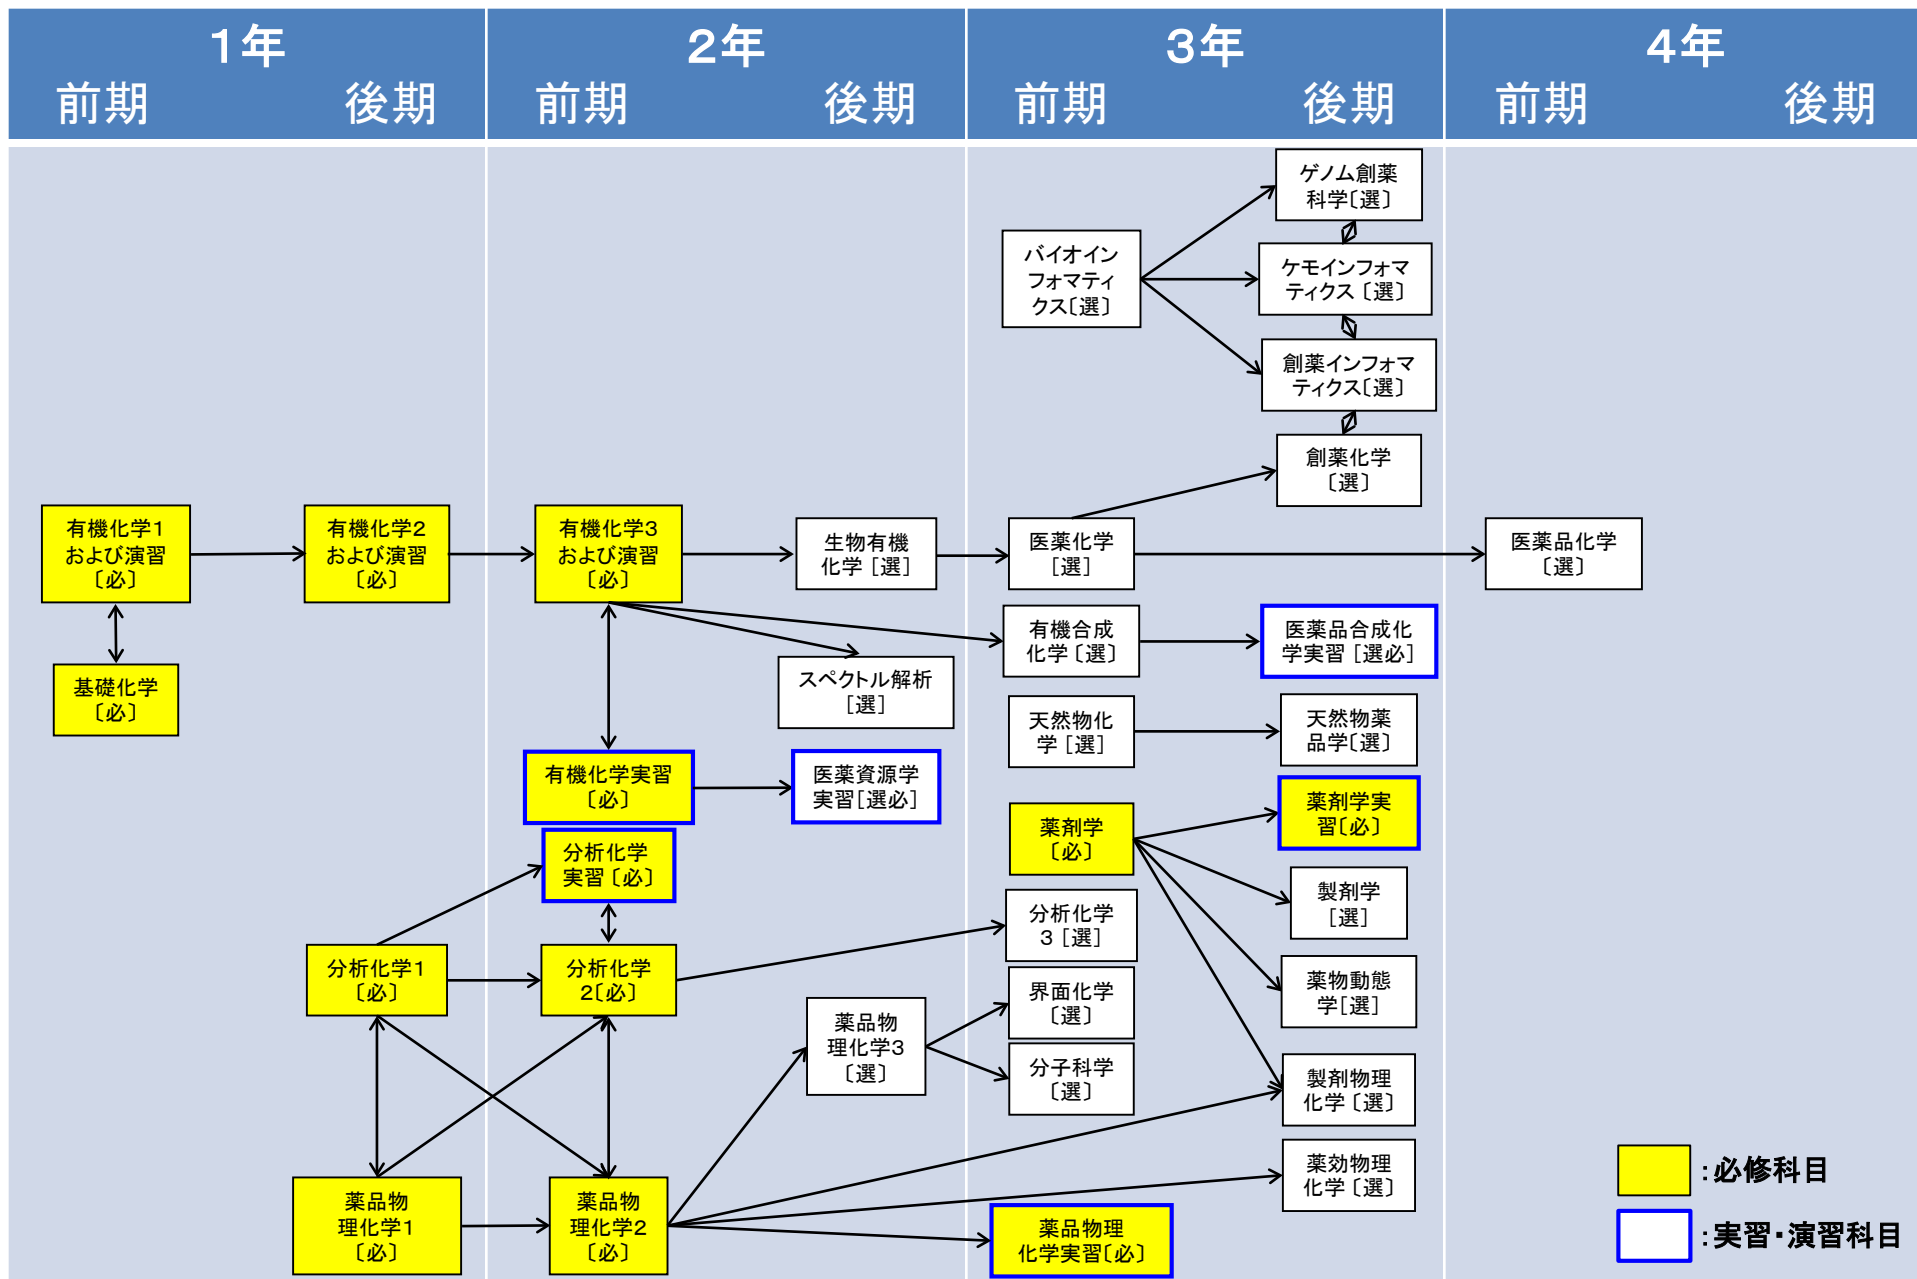 1年
2年
3年
4年
前期
後期
前期
後期
前期
後期
前期
後期
ゲノム創薬
科学〔選〕
バイオイン
フォマティ
クス〔選〕
ケモインフォマ
ティクス〔選〕
創薬インフォマ
ティクス〔選〕
創薬化学
〔選〕
有機化学1
および演習
〔必〕
有機化学2
および演習
〔必〕
有機化学3
および演習
〔必〕
生物有機
化学［選］
医薬化学
［選］
医薬品化学
〔選〕
有機合成
化学〔選〕
医薬品合成化
学実習［選必］
基礎化学
〔必〕
スペクトル解析
［選］
天然物化
学［選］
天然物薬
品学〔選〕
有機化学実習
〔必〕
医薬資源学
実習［選必］
薬剤学
〔必〕
薬剤学実
習〔必〕
分析化学
実習〔必〕
製剤学
［選］
分析化学
3［選］
分析化学1
〔必〕
分析化学
2〔必〕
薬物動態
学［選］
界面化学
〔選〕
薬品物
理化学3
〔選〕
分子科学
〔選〕
製剤物理
化学〔選〕
薬効物理
化学〔選〕
薬品物
理化学1
〔必〕
薬品物
理化学2
〔必〕
薬品物理
化学実習〔必〕
：必修科目
：実習・演習科目